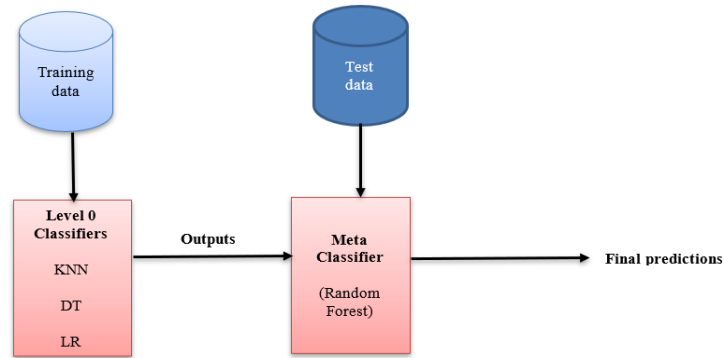 Training
data
Test
data
Level 0
Classifiers
KNN
DT
LR
Outputs
Meta
Classifier
(Random
Forest)
Final predictions